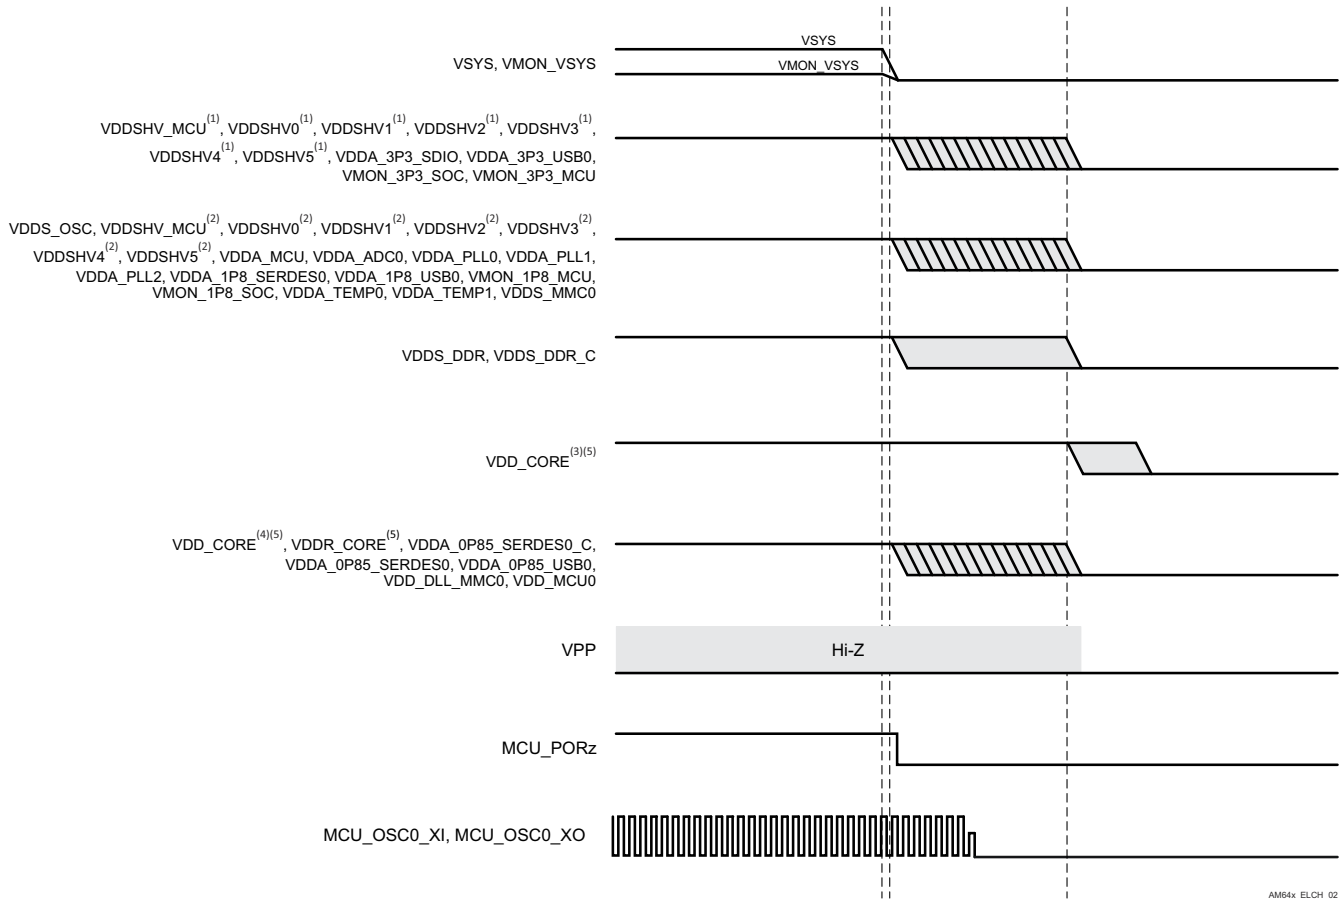 VSYS
VSYS, VMON_VSYS
VMON_VSYS
VDDSHV_MCU(1), VDDSHV0(1), VDDSHV1(1), VDDSHV2(1), VDDSHV3(1),
VDDSHV4(1), VDDSHV5(1), VDDA_3P3_SDIO, VDDA_3P3_USB0,
VMON_3P3_SOC, VMON_3P3_MCU
VDDS_OSC, VDDSHV_MCU(2), VDDSHV0(2), VDDSHV1(2), VDDSHV2(2), VDDSHV3(2),
VDDSHV4(2), VDDSHV5(2), VDDA_MCU, VDDA_ADC0, VDDA_PLL0, VDDA_PLL1,
VDDA_PLL2, VDDA_1P8_SERDES0, VDDA_1P8_USB0, VMON_1P8_MCU,
VMON_1P8_SOC, VDDA_TEMP0, VDDA_TEMP1, VDDS_MMC0
VDDS_DDR, VDDS_DDR_C
VDD_CORE(3)(5)
VDD_CORE(4)(5), VDDR_CORE(5), VDDA_0P85_SERDES0_C,
VDDA_0P85_SERDES0, VDDA_0P85_USB0,
VDD_DLL_MMC0, VDD_MCU0
VPP
Hi-Z
MCU_PORz
MCU_OSC0_XI, MCU_OSC0_XO
AM64x_ELCH_02